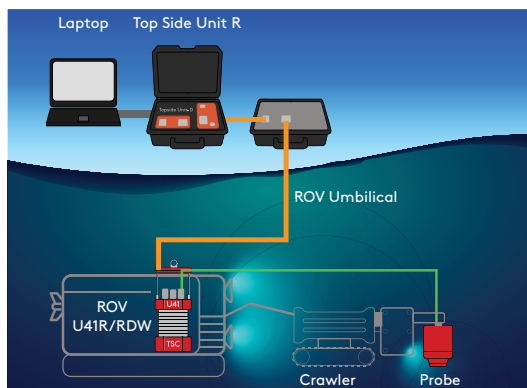 Laptop
Top Side Unit R
Topside Unit-D
ROV Umbilical
ROV
U41R/RDW
U41
TSC
Crawler
Probe